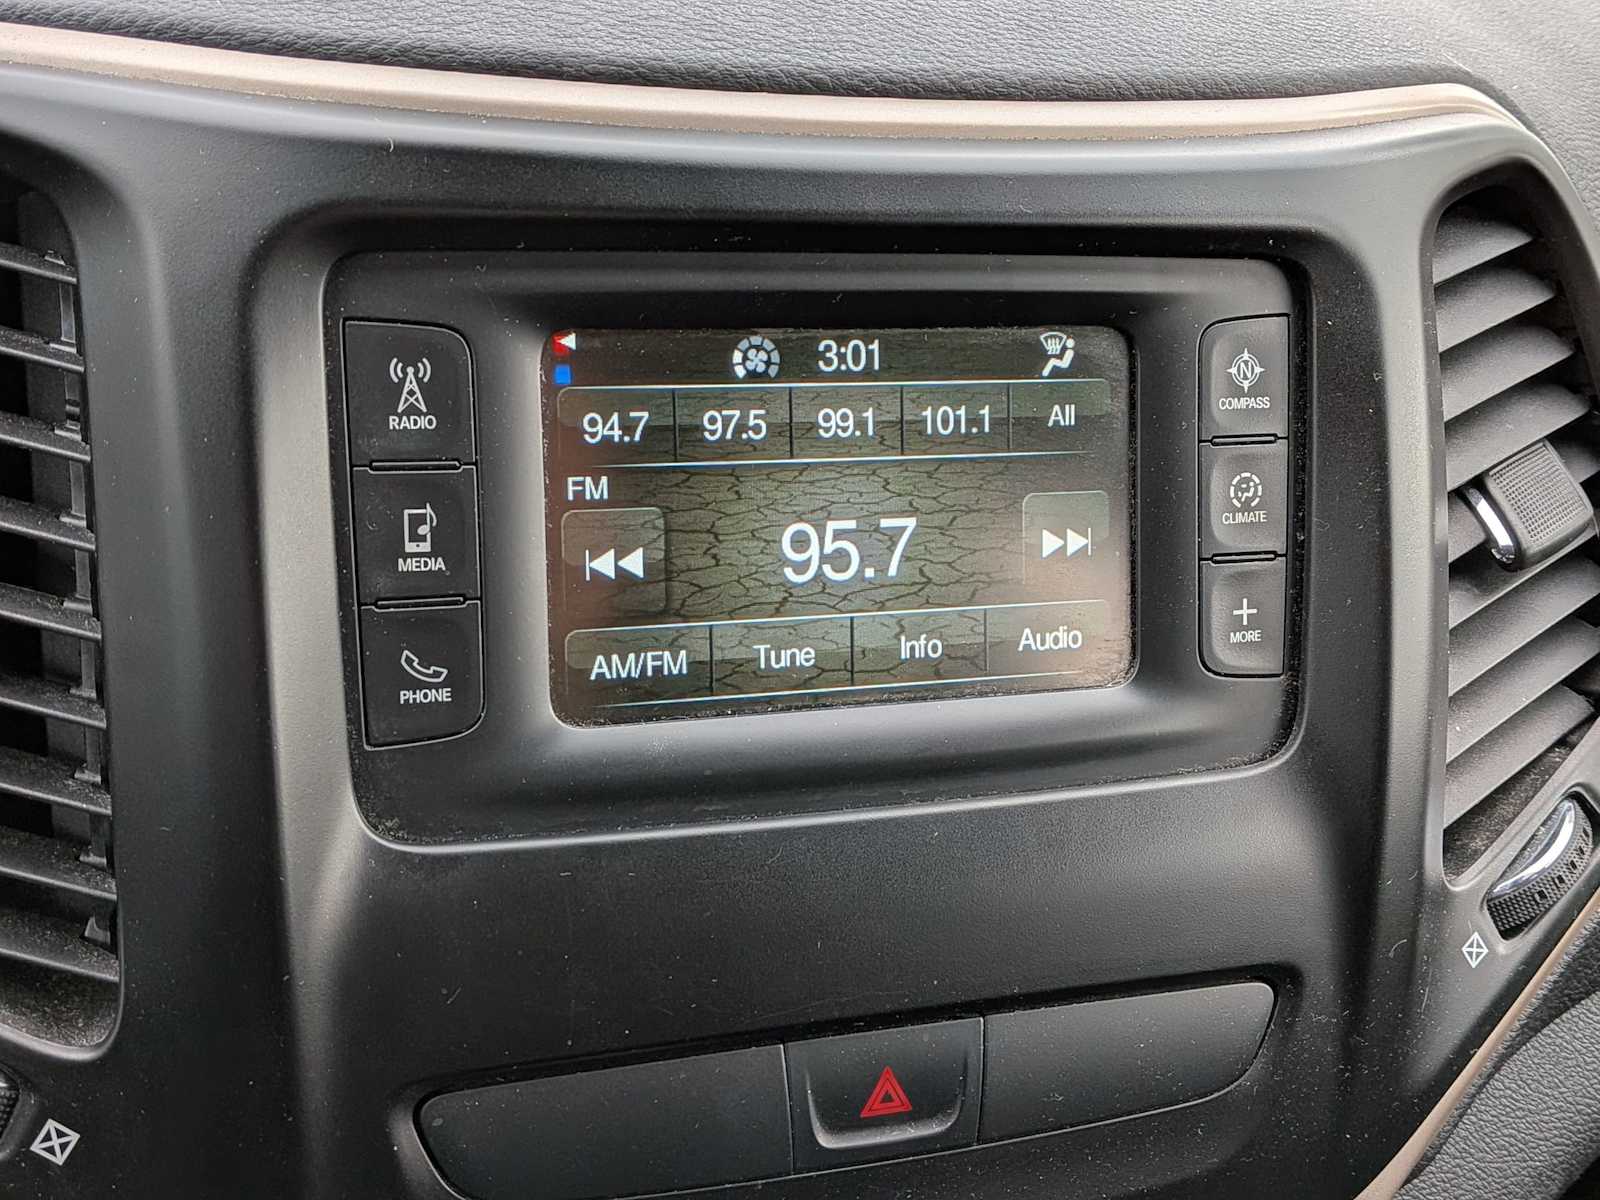 3:01
94.7 97.5 99.1 101.1 All
FM
95.7
AM/FM Tune Info Audio
RADIO
MEDIA
PHONE
N
COMPASS
CLIMATE
+
MORE